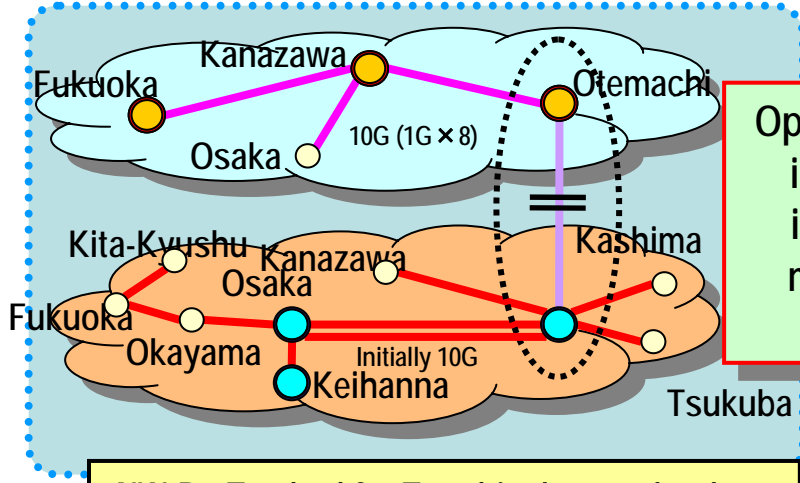 Kanazawa
Fukuoka
Otemachi
10G (1G × 8)
Osaka
Kita-Kyushu
Kanazawa
Kashima
Osaka
Fukuoka
Okayama
Initially 10G
Keihanna
Tsukuba